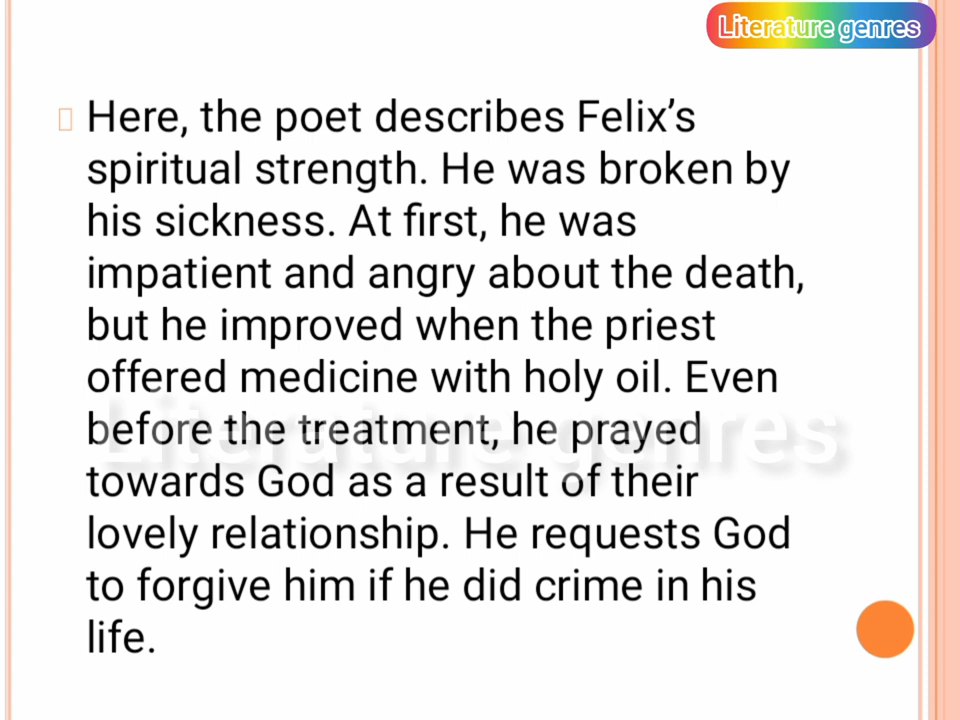 Literature genres
Here, the poet describes Felix’s
spiritual strength. He was broken by
his sickness. At first, he was
impatient and angry about the death,
but he improved when the priest
offered medicine with holy oil. Even
before the treatment, he prayed
towards God as a result of their
lovely relationship. He requests God
to forgive him if he did crime in his
life.
Literature genres